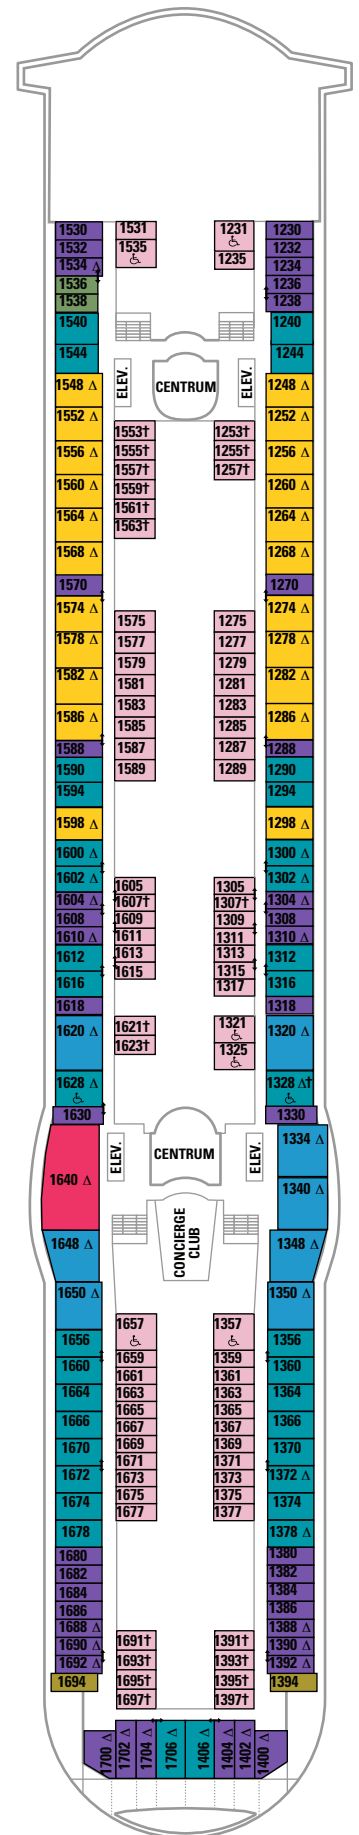 1530 1531 1231 1230
1532 1535 ♿ ♿ 1232
1534 Δ 1235 1234
1536 1236
1538 1238
1540 1240
1544 1244
ELEV. CENTRUM ELEV.
1548 Δ 1248 Δ
1552 Δ 1252 Δ
1553† 1253†
1556 Δ 1555† 1255† 1256 Δ
1557† 1257†
1560 Δ 1559† 1260 Δ
1564 Δ 1561† 1264 Δ
1563†
1568 Δ 1268 Δ
1570 1270
1574 Δ 1575 1275 1274 Δ
1578 Δ 1577 1277 1278 Δ
1579 1279
1582 Δ 1581 1281 1282 Δ
1583 1283
1586 Δ 1585 1285 1286 Δ
1588 1587 1287 1288
1590 1589 1289 1290
1594 1294
1598 Δ 1298 Δ
1600 Δ 1300 Δ
1602 Δ 1605 1305 1302 Δ
1604 Δ 1607† 1307† 1304 Δ
1608 1609 1309 1308
1610 Δ 1611 1311 1310 Δ
1612 1613 1313 1312
1616 1615 1315 1316
1317
1618 1318
1620 Δ 1621† 1321 ♿ 1320 Δ
1623† 1325 ♿
1628 Δ ♿ 1328 Δ† ♿
1630 1330
1640 Δ ELEV. CENTRUM ELEV. 1334 Δ
1340 Δ
1648 Δ CONCIERGE 1348 Δ
CLUB
1650 Δ 1350 Δ
1656 1657 ♿ 1357 ♿ 1356
1660 1659 1359 1360
1661 1361
1664 1663 1363 1364
1665 1365
1666 1667 1367 1366
1670 1669 1369 1370
1671 1371
1672 1673 1373 1372 Δ
1674 1675 1375 1374
1677 1377
1678 1378 Δ
1680 1380
1682 1382
1684 1384
1686 1386
1688 Δ 1691† 1391† 1388 Δ
1690 Δ 1693† 1393† 1390 Δ
1692 Δ 1392 Δ
1694 1695† 1395† 1394
1697† 1397†
1700 Δ 1702 Δ 1704 Δ 1706 Δ 1406 Δ 1404 Δ 1402 Δ 1400 Δ